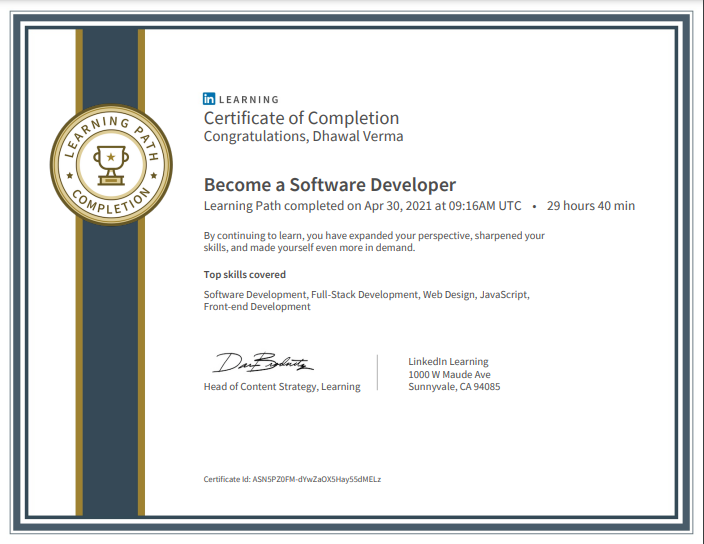 LEARNING PATH
COMPLETION
in LEARNING
Certificate of Completion
Congratulations, Dhawal Verma
Become a Software Developer
Learning Path completed on Apr 30, 2021 at 09:16AM UTC • 29 hours 40 min
By continuing to learn, you have expanded your perspective, sharpened your
skills, and made yourself even more in demand.
Top skills covered
Software Development, Full-Stack Development, Web Design, JavaScript,
Front-end Development
Head of Content Strategy, Learning
LinkedIn Learning
1000 W Maude Ave
Sunnyvale, CA 94085
Certificate Id: ASN5PZ0FM-dYwZaOX5Hay55dMELz